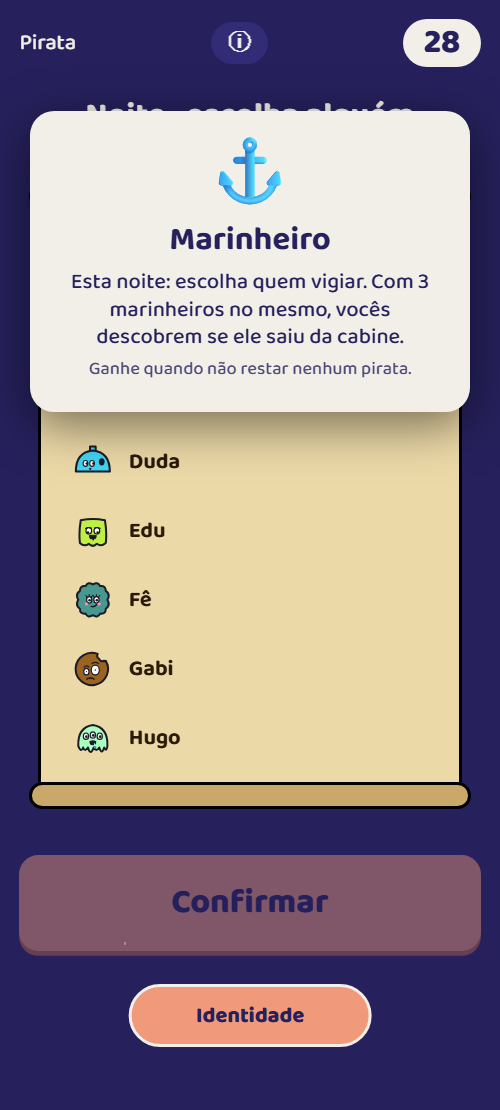 Pirata
28
Noite
Marinheiro
Esta noite: escolha quem vigiar. Com 3
marinheiros no mesmo, vocês
descobrem se ele saiu da cabine.
Ganhe quando não restar nenhum pirata.
Duda
Edu
Fê
Gabi
Hugo
Confirmar
Identidade